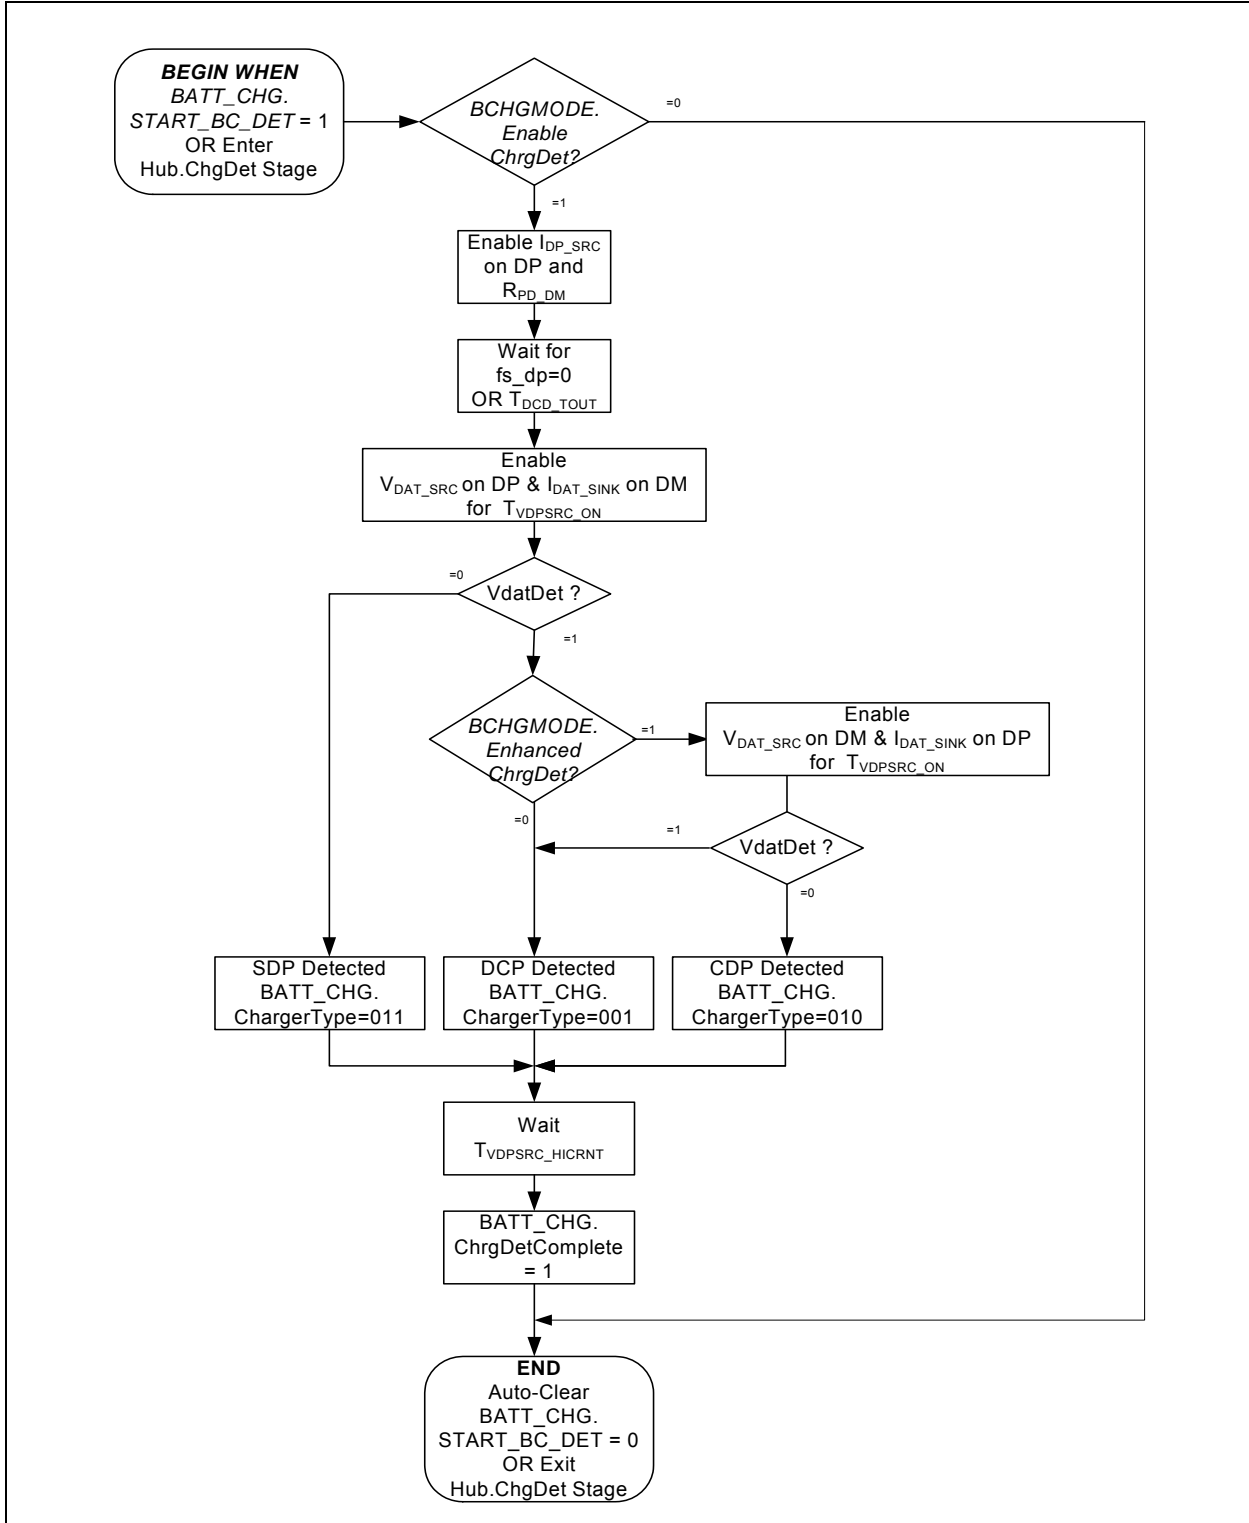 BEGIN WHEN
BATT_CHG.
START_BC_DET = 1
OR Enter
Hub.ChgDet Stage
BCHGMODE.
Enable
ChrgDet?
=0
=1
Enable IDP_SRC
on DP and
RPD_DM
Wait for
fs_dp=0
OR TDCD_TOUT
Enable
VDAT_SRC on DP & IDAT_SINK on DM
for TVDPSRC_ON
=0
VdatDet ?
=1
BCHGMODE.
Enhanced
ChrgDet?
=1
Enable
VDAT_SRC on DM & IDAT_SINK on DP
for TVDPSRC_ON
=0
=1
VdatDet ?
=0
SDP Detected
BATT_CHG.
ChargerType=011
DCP Detected
BATT_CHG.
ChargerType=001
CDP Detected
BATT_CHG.
ChargerType=010
Wait
TVDPSRC_HICRNT
BATT_CHG.
ChrgDetComplete
= 1
END
Auto-Clear
BATT_CHG.
START_BC_DET = 0
OR Exit
Hub.ChgDet Stage